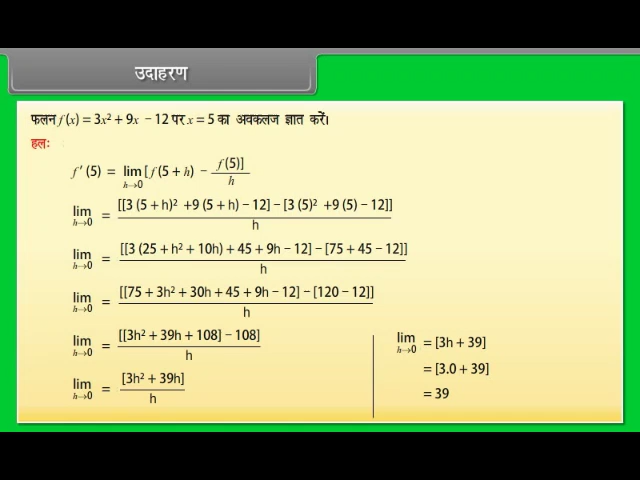 उदाहरण
फलन f (x) = 3x² + 9x − 12 पर x = 5 का अवकलज ज्ञात करें।
हलः
f ′ (5) = lim h→0 [ f (5 + h) − f (5)] / h
lim h→0 = [[3 (5 + h)² +9 (5 + h) − 12] − [3 (5)² +9 (5) − 12]] / h
lim h→0 = [[3 (25 + h² + 10h) + 45 + 9h − 12] − [75 + 45 − 12]] / h
lim h→0 = [[75 + 3h² + 30h + 45 + 9h − 12] − [120 − 12]] / h
lim h→0 = [[3h² + 39h + 108] − 108] / h
lim h→0 = [3h² + 39h] / h
lim h→0 = [3h + 39]
= [3.0 + 39]
= 39